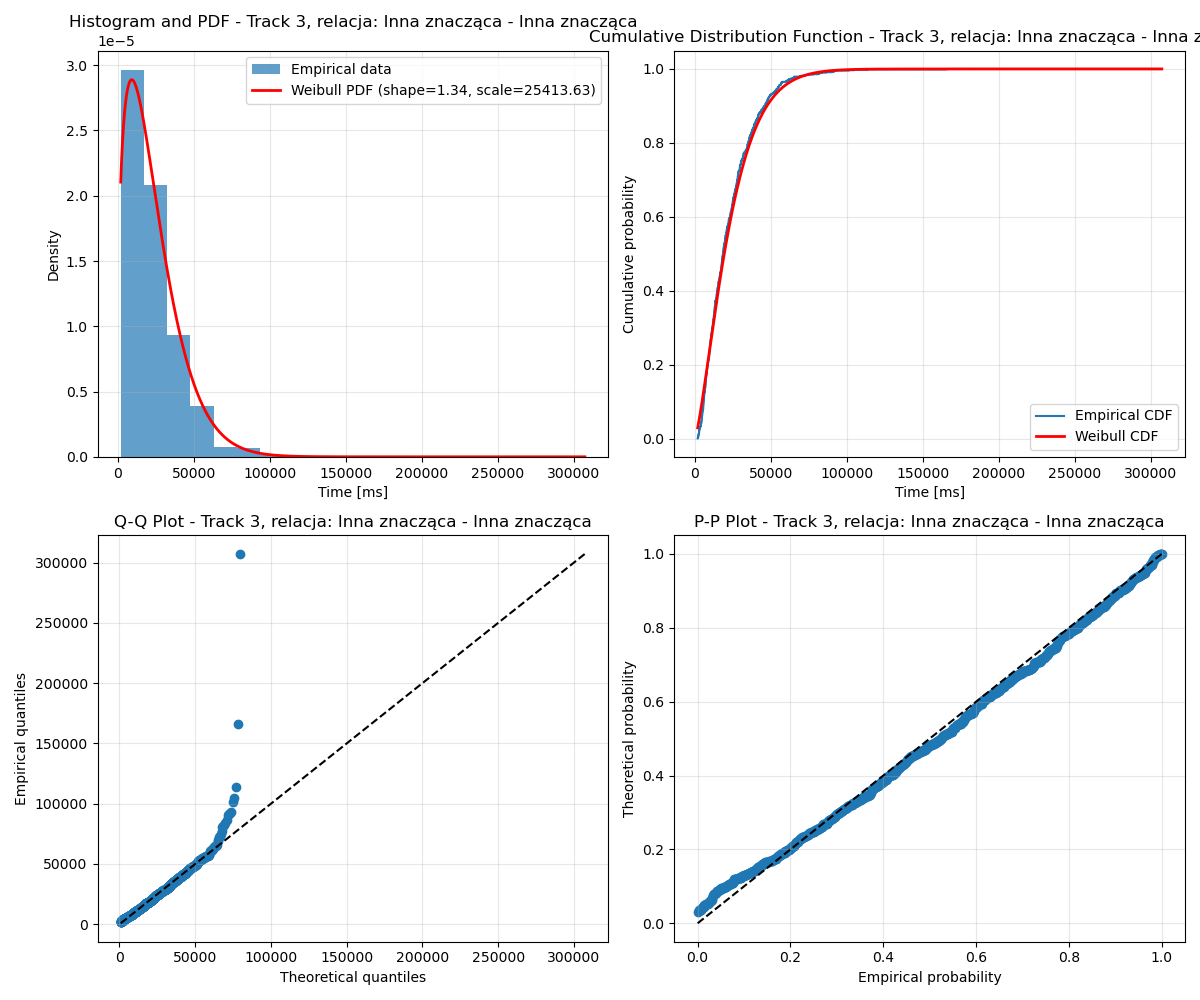 Histogram and PDF - Track 3, relacja: Inna znacząca - Inna znacząca
1e−5
3.0
2.5
2.0
1.5
1.0
0.5
0.0
Density
Empirical data
Weibull PDF (shape=1.34, scale=25413.63)
0 50000 100000 150000 200000 250000 300000
Time [ms]
Cumulative Distribution Function - Track 3, relacja: Inna znacząca - Inna z
1.0
0.8
0.6
0.4
0.2
0.0
Cumulative probability
Empirical CDF
Weibull CDF
0 50000 100000 150000 200000 250000 300000
Time [ms]
Q-Q Plot - Track 3, relacja: Inna znacząca - Inna znacząca
300000
250000
200000
150000
100000
50000
0
Empirical quantiles
0 50000 100000 150000 200000 250000 300000
Theoretical quantiles
P-P Plot - Track 3, relacja: Inna znacząca - Inna znacząca
1.0
0.8
0.6
0.4
0.2
0.0
Theoretical probability
0.0 0.2 0.4 0.6 0.8 1.0
Empirical probability